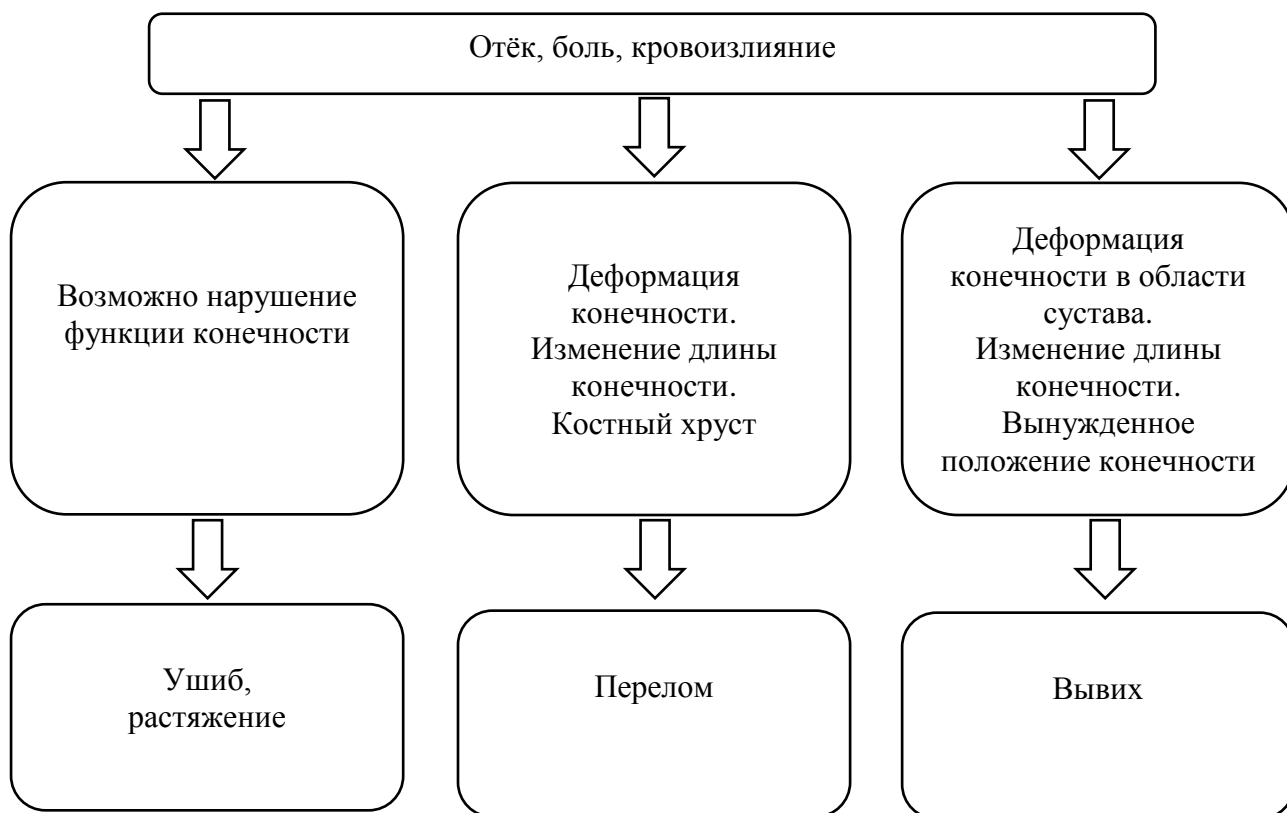 Отёк, боль, кровоизлияние
Возможно нарушение
функции конечности
Деформация
конечности.
Изменение длины
конечности.
Костный хруст
Деформация
конечности в области
сустава.
Изменение длины
конечности.
Вынужденное
положение конечности
Ушиб,
растяжение
Перелом
Вывих